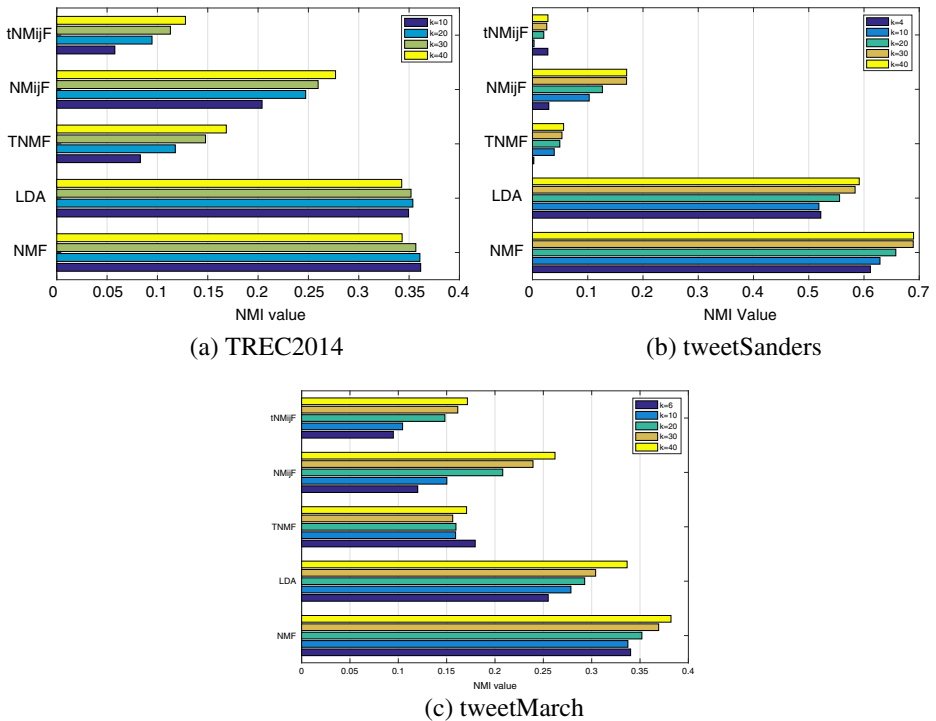 tNMijF
NMijF
TNMF
LDA
NMF
k=10
k=20
k=30
k=40
0 0.05 0.1 0.15 0.2 0.25 0.3 0.35 0.4
NMI value
(a) TREC2014
tNMijF
NMijF
TNMF
LDA
NMF
k=4
k=10
k=20
k=30
k=40
0 0.1 0.2 0.3 0.4 0.5 0.6 0.7
NMI Value
(b) tweetSanders
tNMijF
NMijF
TNMF
LDA
NMF
k=6
k=10
k=20
k=30
k=40
0 0.05 0.1 0.15 0.2 0.25 0.3 0.35 0.4
NMI value
(c) tweetMarch